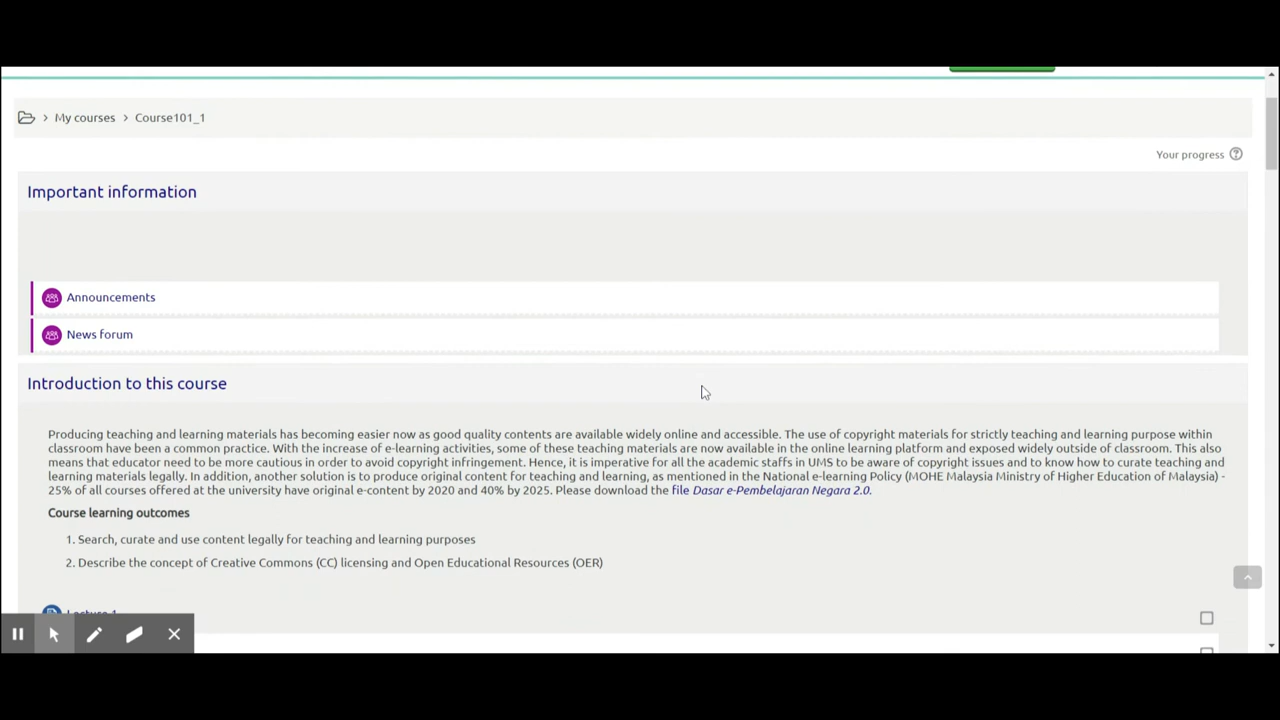 My courses > Course101_1
Your progress
Important information
Announcements
News forum
Introduction to this course
Producing teaching and learning materials has becoming easier now as good quality contents are available widely online and accessible. The use of copyright materials for strictly teaching and learning purpose within
classroom have been a common practice. With the increase of e-learning activities, some of these teaching materials are now available in the online learning platform and exposed widely outside of classroom. This also
means that educator need to be more cautious in order to avoid copyright infringement. Hence, it is imperative for all the academic staffs in UMS to be aware of copyright issues and to know how to curate teaching and
learning materials legally. In addition, another solution is to produce original content for teaching and learning, as mentioned in the National e-learning Policy (MOHE Malaysia Ministry of Higher Education of Malaysia) -
25% of all courses offered at the university have original e-content by 2020 and 40% by 2025. Please download the file Dasar e-Pembelajaran Negara 2.0.
Course learning outcomes
1. Search, curate and use content legally for teaching and learning purposes
2. Describe the concept of Creative Commons (CC) licensing and Open Educational Resources (OER)
Lecture 1